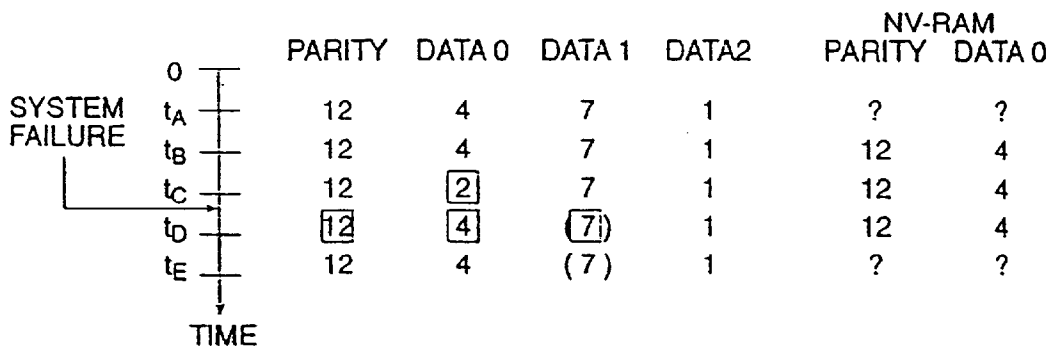 NV-RAM
PARITY DATA 0 DATA 1 DATA2 PARITY DATA 0
0
SYSTEM FAILURE
tA 12 4 7 1 ? ?
tB 12 4 7 1 12 4
tC 12 2 7 1 12 4
tD 12 4 (7) 1 12 4
tE 12 4 (7) 1 ? ?
TIME